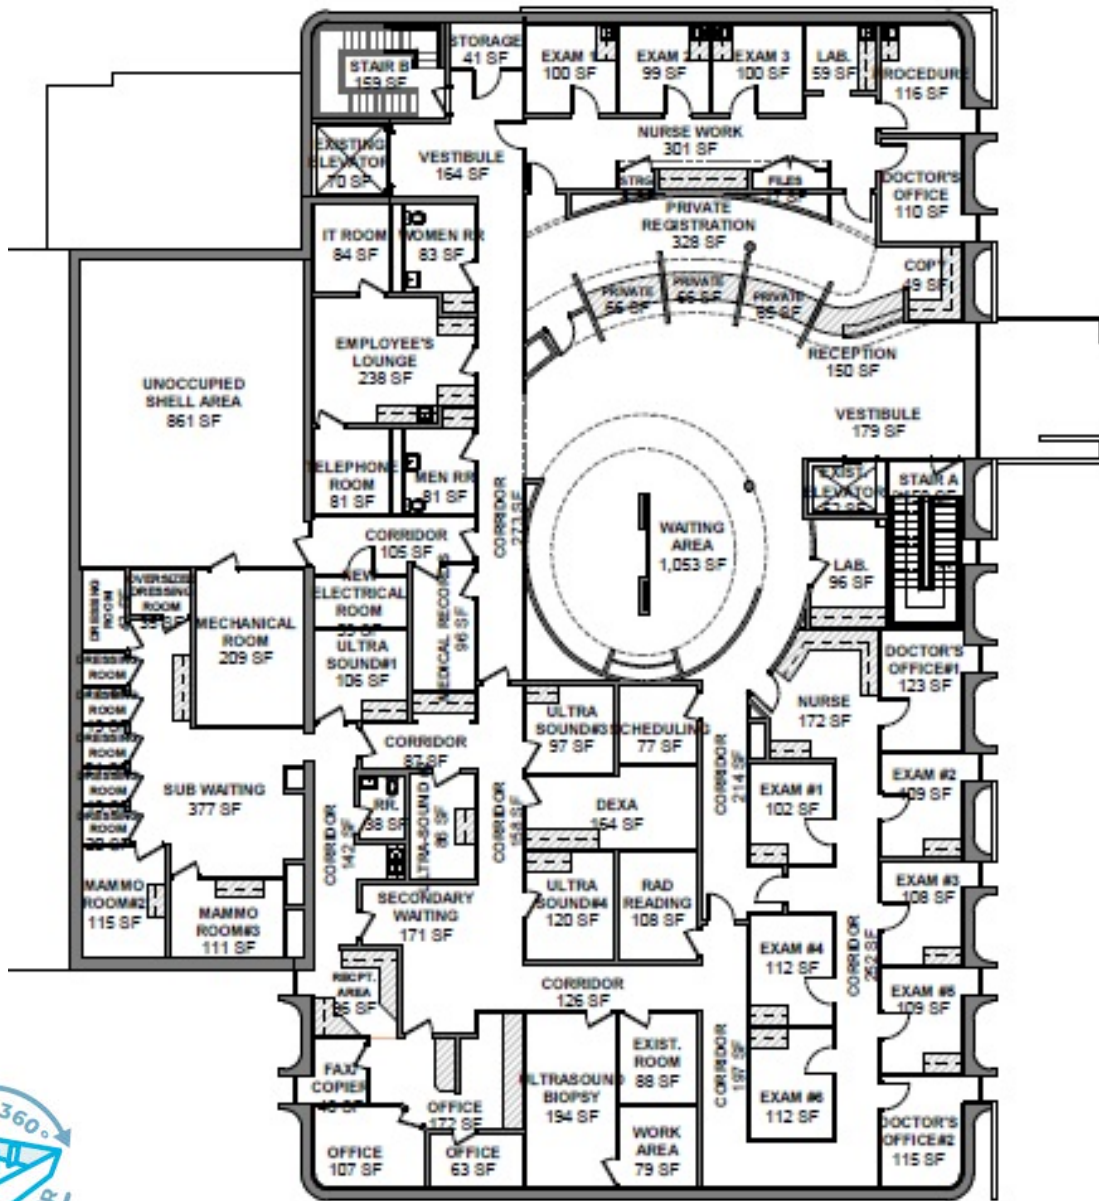 STORAGE
41 SF
STAIR B
159 SF
EXAM 1
100 SF
EXAM 2
99 SF
EXAM 3
100 SF
LAB.
59 SF
PROCEDURE
116 SF
EXISTING
ELEVATOR
70 SF
VESTIBULE
164 SF
NURSE WORK
301 SF
STRG
FILES
DOCTOR'S
OFFICE
110 SF
IT ROOM
84 SF
WOMEN RR
83 SF
PRIVATE
REGISTRATION
328 SF
COPY
49 SF
PRIVATE
PRIVATE
PRIVATE
EMPLOYEE'S
LOUNGE
238 SF
RECEPTION
150 SF
UNOCCUPIED
SHELL AREA
861 SF
VESTIBULE
179 SF
TELEPHONE
ROOM
81 SF
MEN RR
81 SF
EXIST.
ELEVATOR
STAIR A
CORRIDOR
273 SF
WAITING
AREA
1,053 SF
CORRIDOR
105 SF
LAB.
96 SF
DRESSING
ROOM
OVERSIZE
DRESSING
ROOM
MECHANICAL
ROOM
209 SF
NEW
ELECTRICAL
ROOM
MEDICAL RECORDS
96 SF
ULTRA
SOUND#1
106 SF
DRESSING
ROOM
DRESSING
ROOM
DRESSING
ROOM
DRESSING
ROOM
DRESSING
ROOM
DOCTOR'S
OFFICE#1
123 SF
NURSE
172 SF
ULTRA
SOUND#3
97 SF
SCHEDULING
77 SF
CORRIDOR
87 SF
CORRIDOR
214 SF
SUB WAITING
377 SF
RR.
38 SF
ULTRA-SOUND
86 SF
CORRIDOR
158 SF
DEXA
164 SF
EXAM #1
102 SF
EXAM #2
109 SF
CORRIDOR
142 SF
MAMMO
ROOM#2
115 SF
MAMMO
ROOM#3
111 SF
SECONDARY
WAITING
171 SF
ULTRA
SOUND#4
120 SF
RAD
READING
108 SF
EXAM #3
108 SF
EXAM #4
112 SF
CORRIDOR
252 SF
RECPT.
AREA
CORRIDOR
126 SF
EXAM #5
109 SF
FAX/
COPIER
EXIST.
ROOM
88 SF
CORRIDOR
197 SF
ULTRASOUND
BIOPSY
194 SF
EXAM #6
112 SF
OFFICE
172 SF
OFFICE
107 SF
OFFICE
63 SF
WORK
AREA
79 SF
DOCTOR'S
OFFICE#2
115 SF
360°